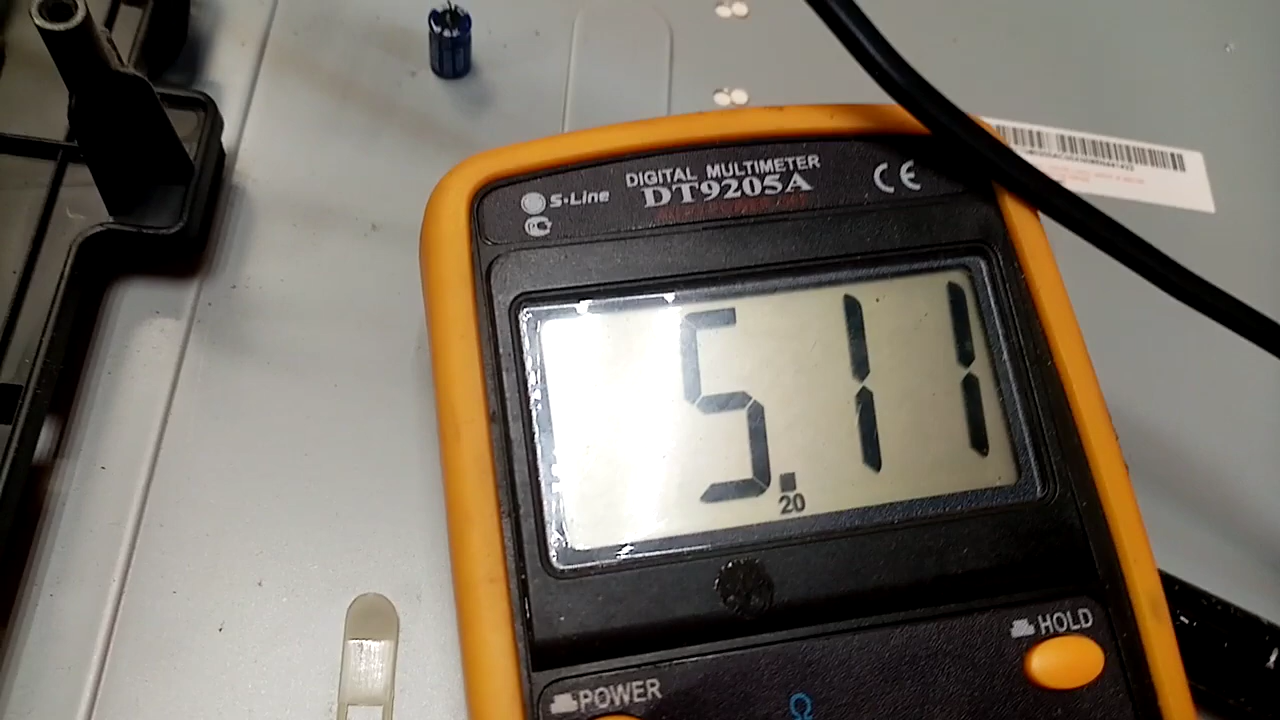 DIGITAL MULTIMETER
S-Line DT9205A CE
5.11
20
HOLD
POWER
Ω